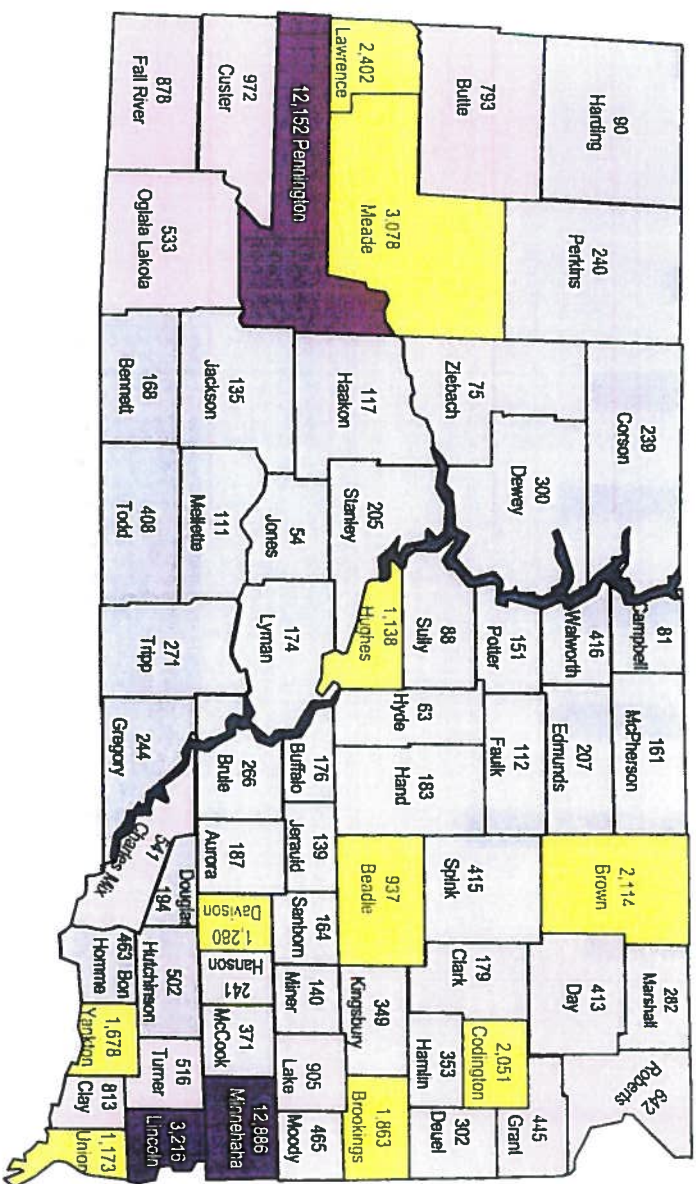 90
Harding
240
Perkins
793
Butte
2,402
Lawrence
3,078
Meade
12,152 Pennington
972
Custer
878
Fall River
533
Oglala Lakota
239
Corson
75
Ziebach
300
Dewey
117
Haakon
205
Stanley
135
Jackson
54
Jones
168
Bennett
111
Mellette
408
Todd
174
Lyman
271
Tripp
244
Gregory
81
Campbell
161
McPherson
416
Walworth
207
Edmunds
151
Potter
112
Faulk
88
Sully
63
Hyde
183
Hand
1,138
Hughes
2,114
Brown
415
Spink
937
Beadle
282
Marshall
Roberts
413
Day
445
Grant
179
Clark
2,051
Codington
353
Hamlin
302
Deuel
349
Kingsbury
1,863
Brookings
176
Buffalo
139
Jerauld
164
Sanborn
140
Miner
905
Lake
465
Moody
266
Brule
187
Aurora
1,280
Davison
241
Hanson
371
McCook
12,886
Minnehaha
541
Charles Mix
Douglas
194
502
Hutchinson
516
Turner
3,216
Lincoln
463 Bon
Homme
1,678
Yankton
813
Clay
1,173
Union